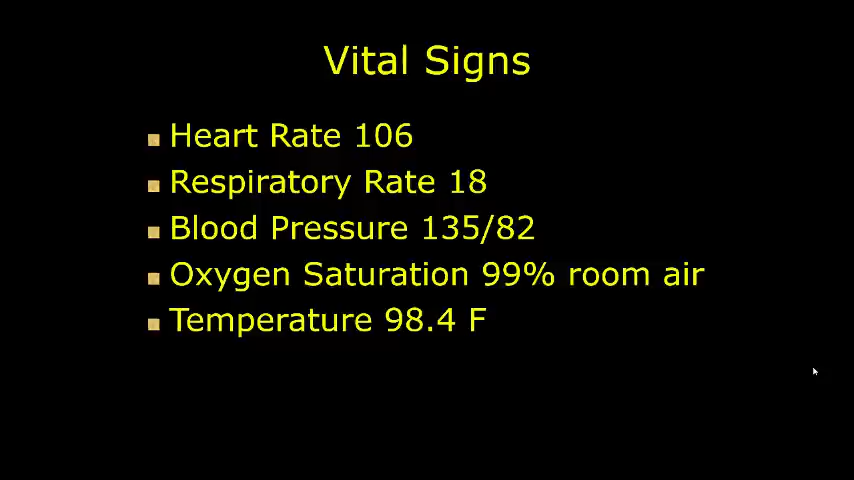 Vital Signs
Heart Rate 106
Respiratory Rate 18
Blood Pressure 135/82
Oxygen Saturation 99% room air
Temperature 98.4 F